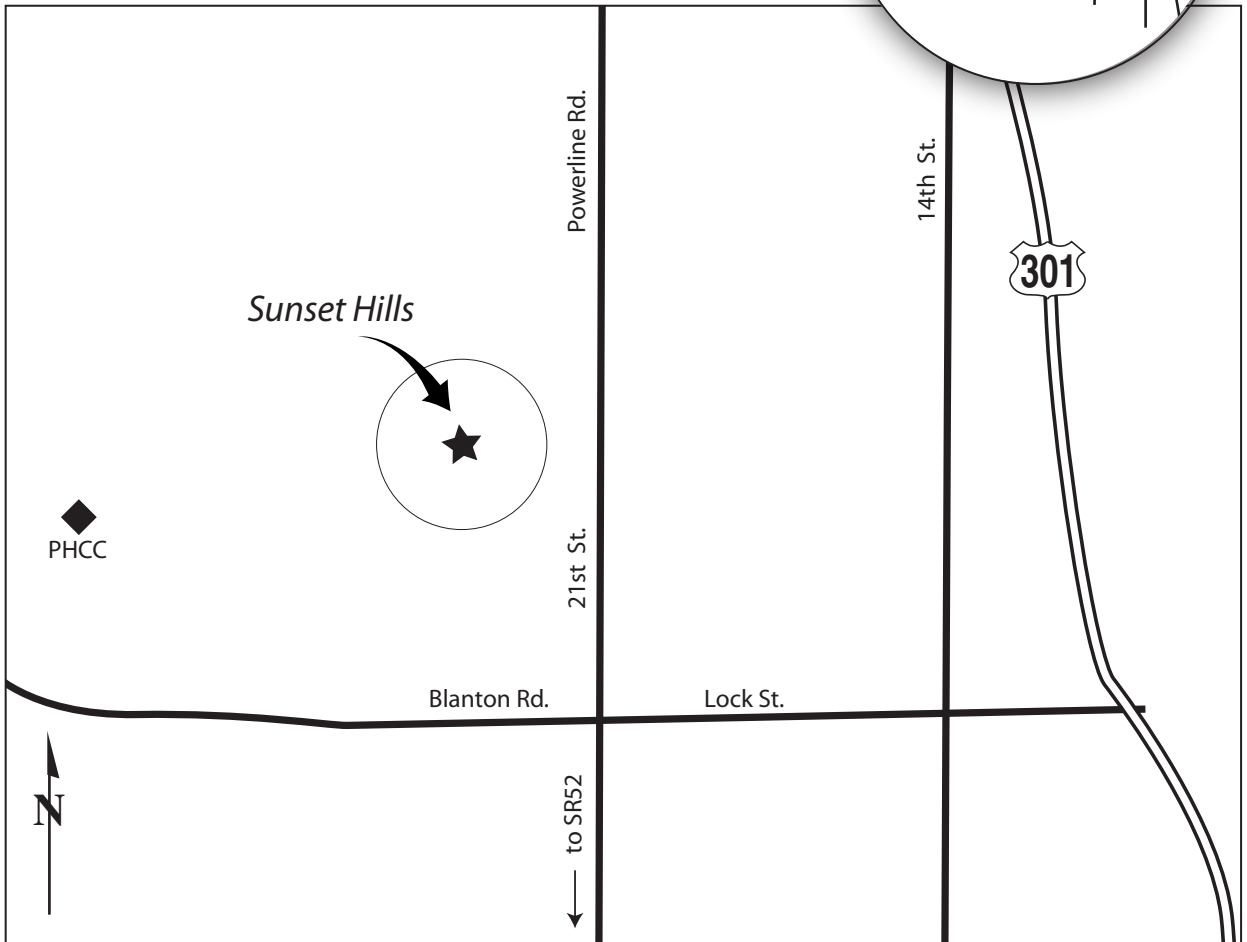 Powerline Rd.
14th St.
301
Sunset Hills
PHCC
21st St.
Blanton Rd.
Lock St.
N
to SR52